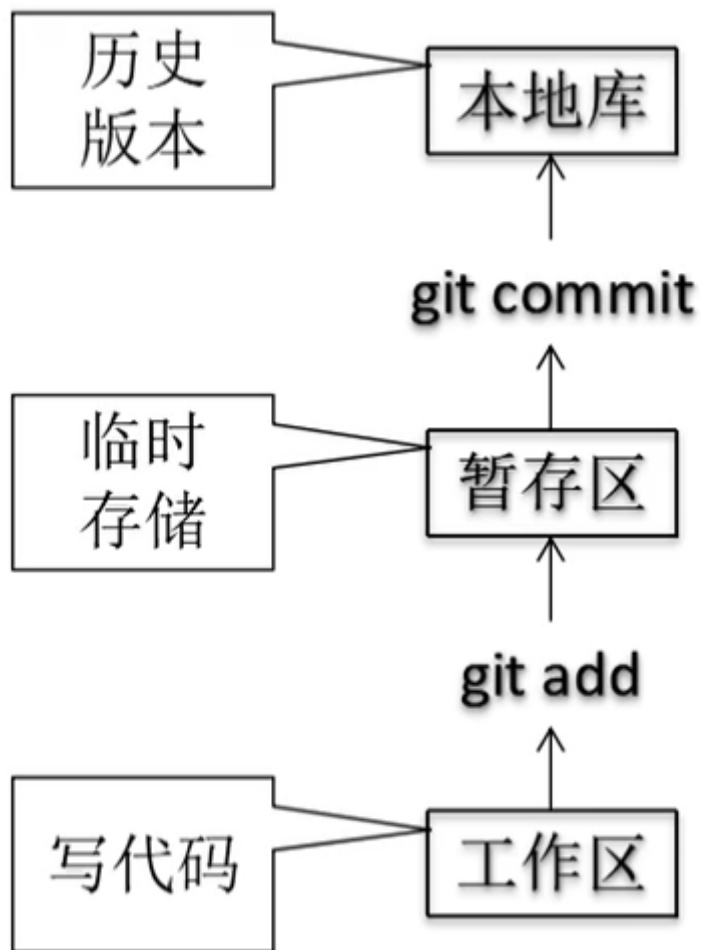 历史
版本
本地库
git commit
临时
存储
暂存区
git add
写代码
工作区